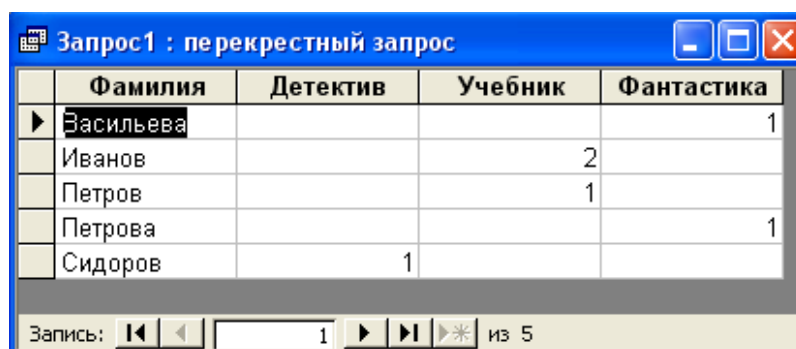 Запрос1 : перекрестный запрос
Фамилия Детектив Учебник Фантастика
Васильева 1
Иванов 2
Петров 1
Петрова 1
Сидоров 1
Запись: 1 из 5